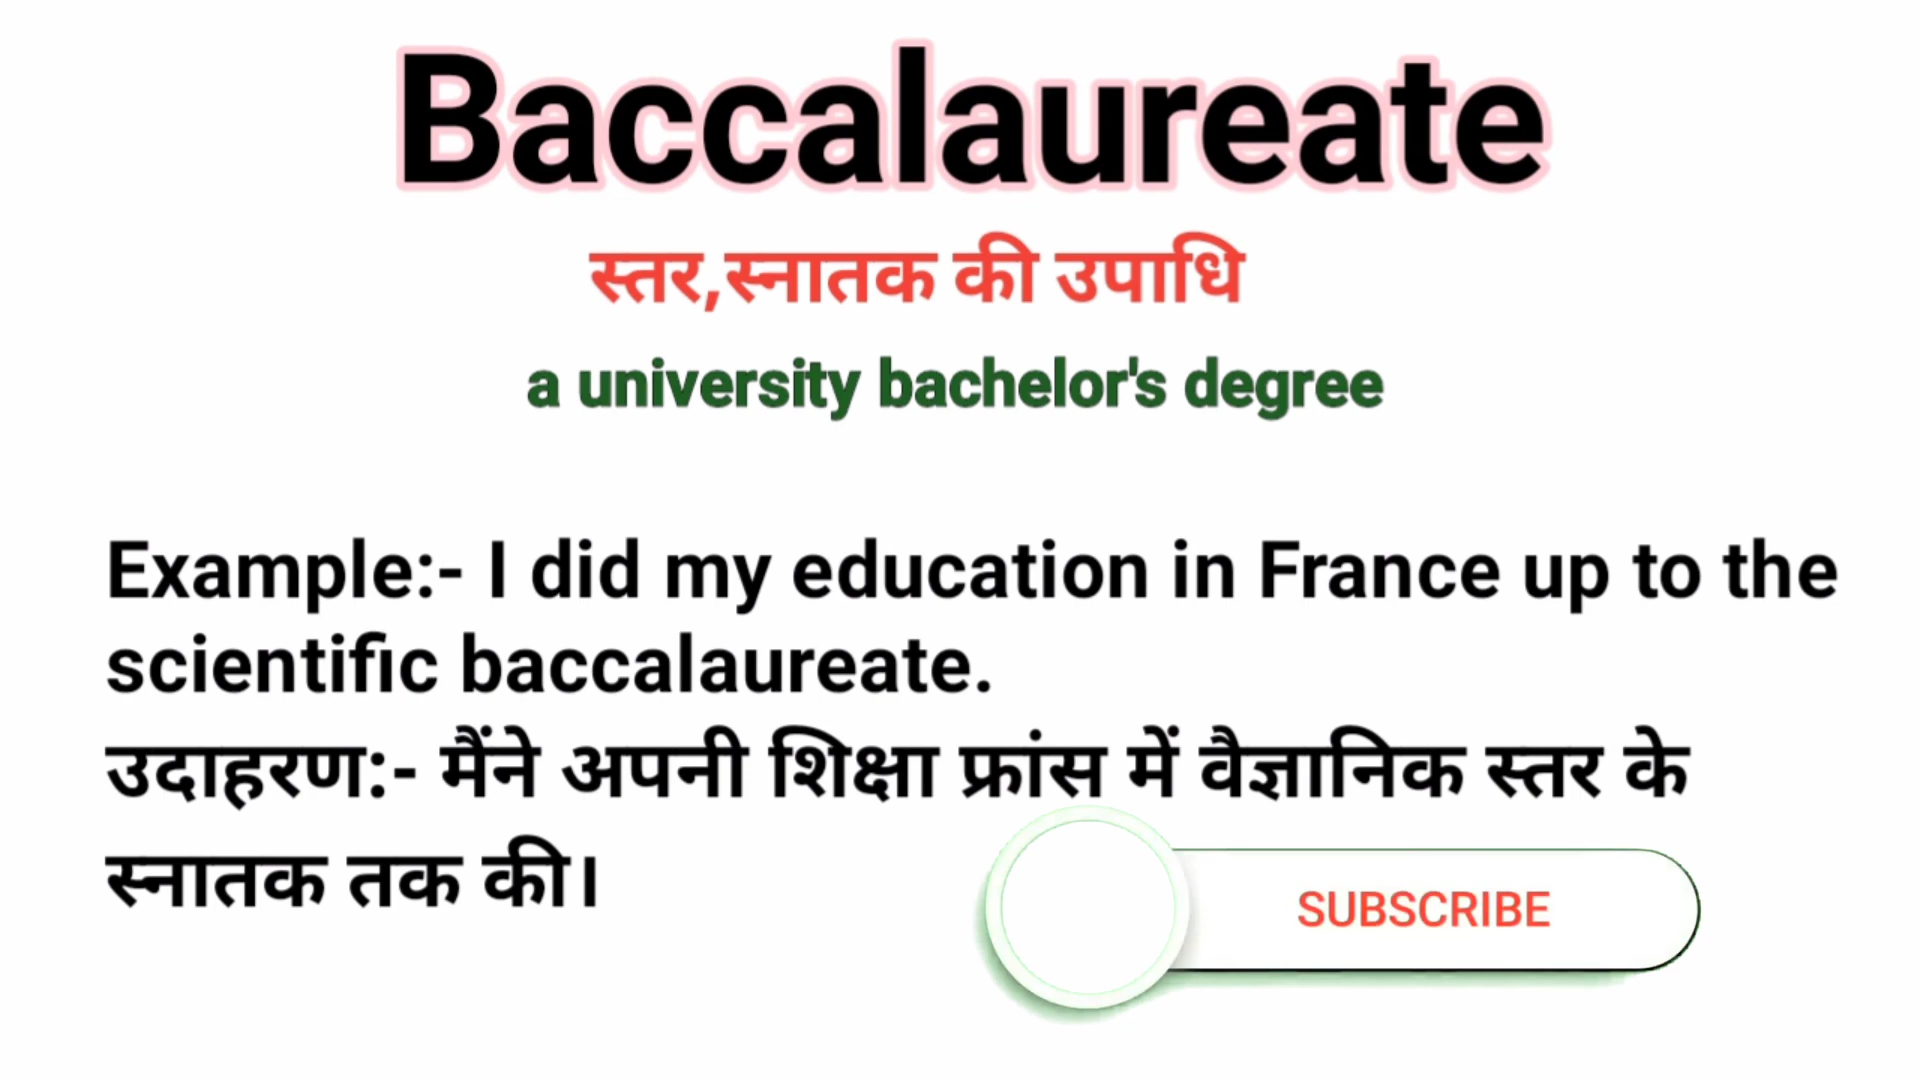 Baccalaureate
स्तर,स्नातक की उपाधि
a university bachelor's degree
Example:- I did my education in France up to the
scientific baccalaureate.
उदाहरण:- मैंने अपनी शिक्षा फ्रांस में वैज्ञानिक स्तर के
स्नातक तक की।
SUBSCRIBE